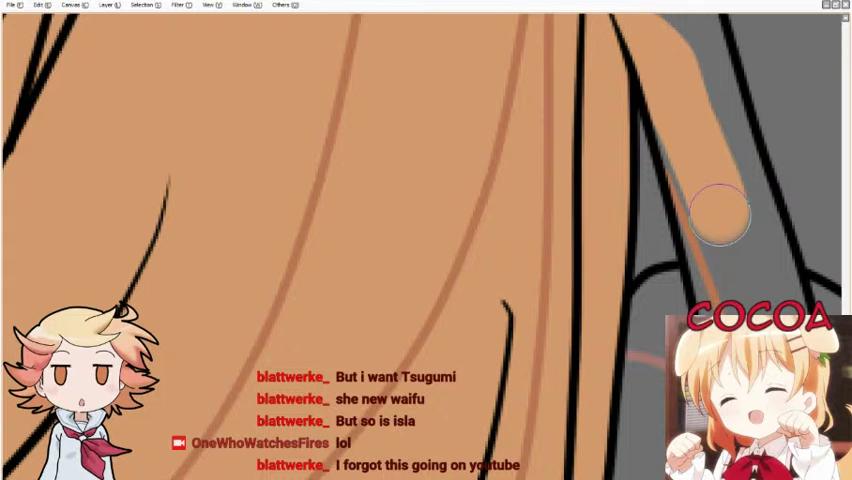 File (F) Edit (E) Canvas (C) Layer (L) Selection (S) Filter (T) View (V) Window (W) Others (O)
COCOA
blattwerke_ But i want Tsugumi
blattwerke_ she new waifu
blattwerke_ But so is isla
OneWhoWatchesFires lol
blattwerke_ I forgot this going on youtube